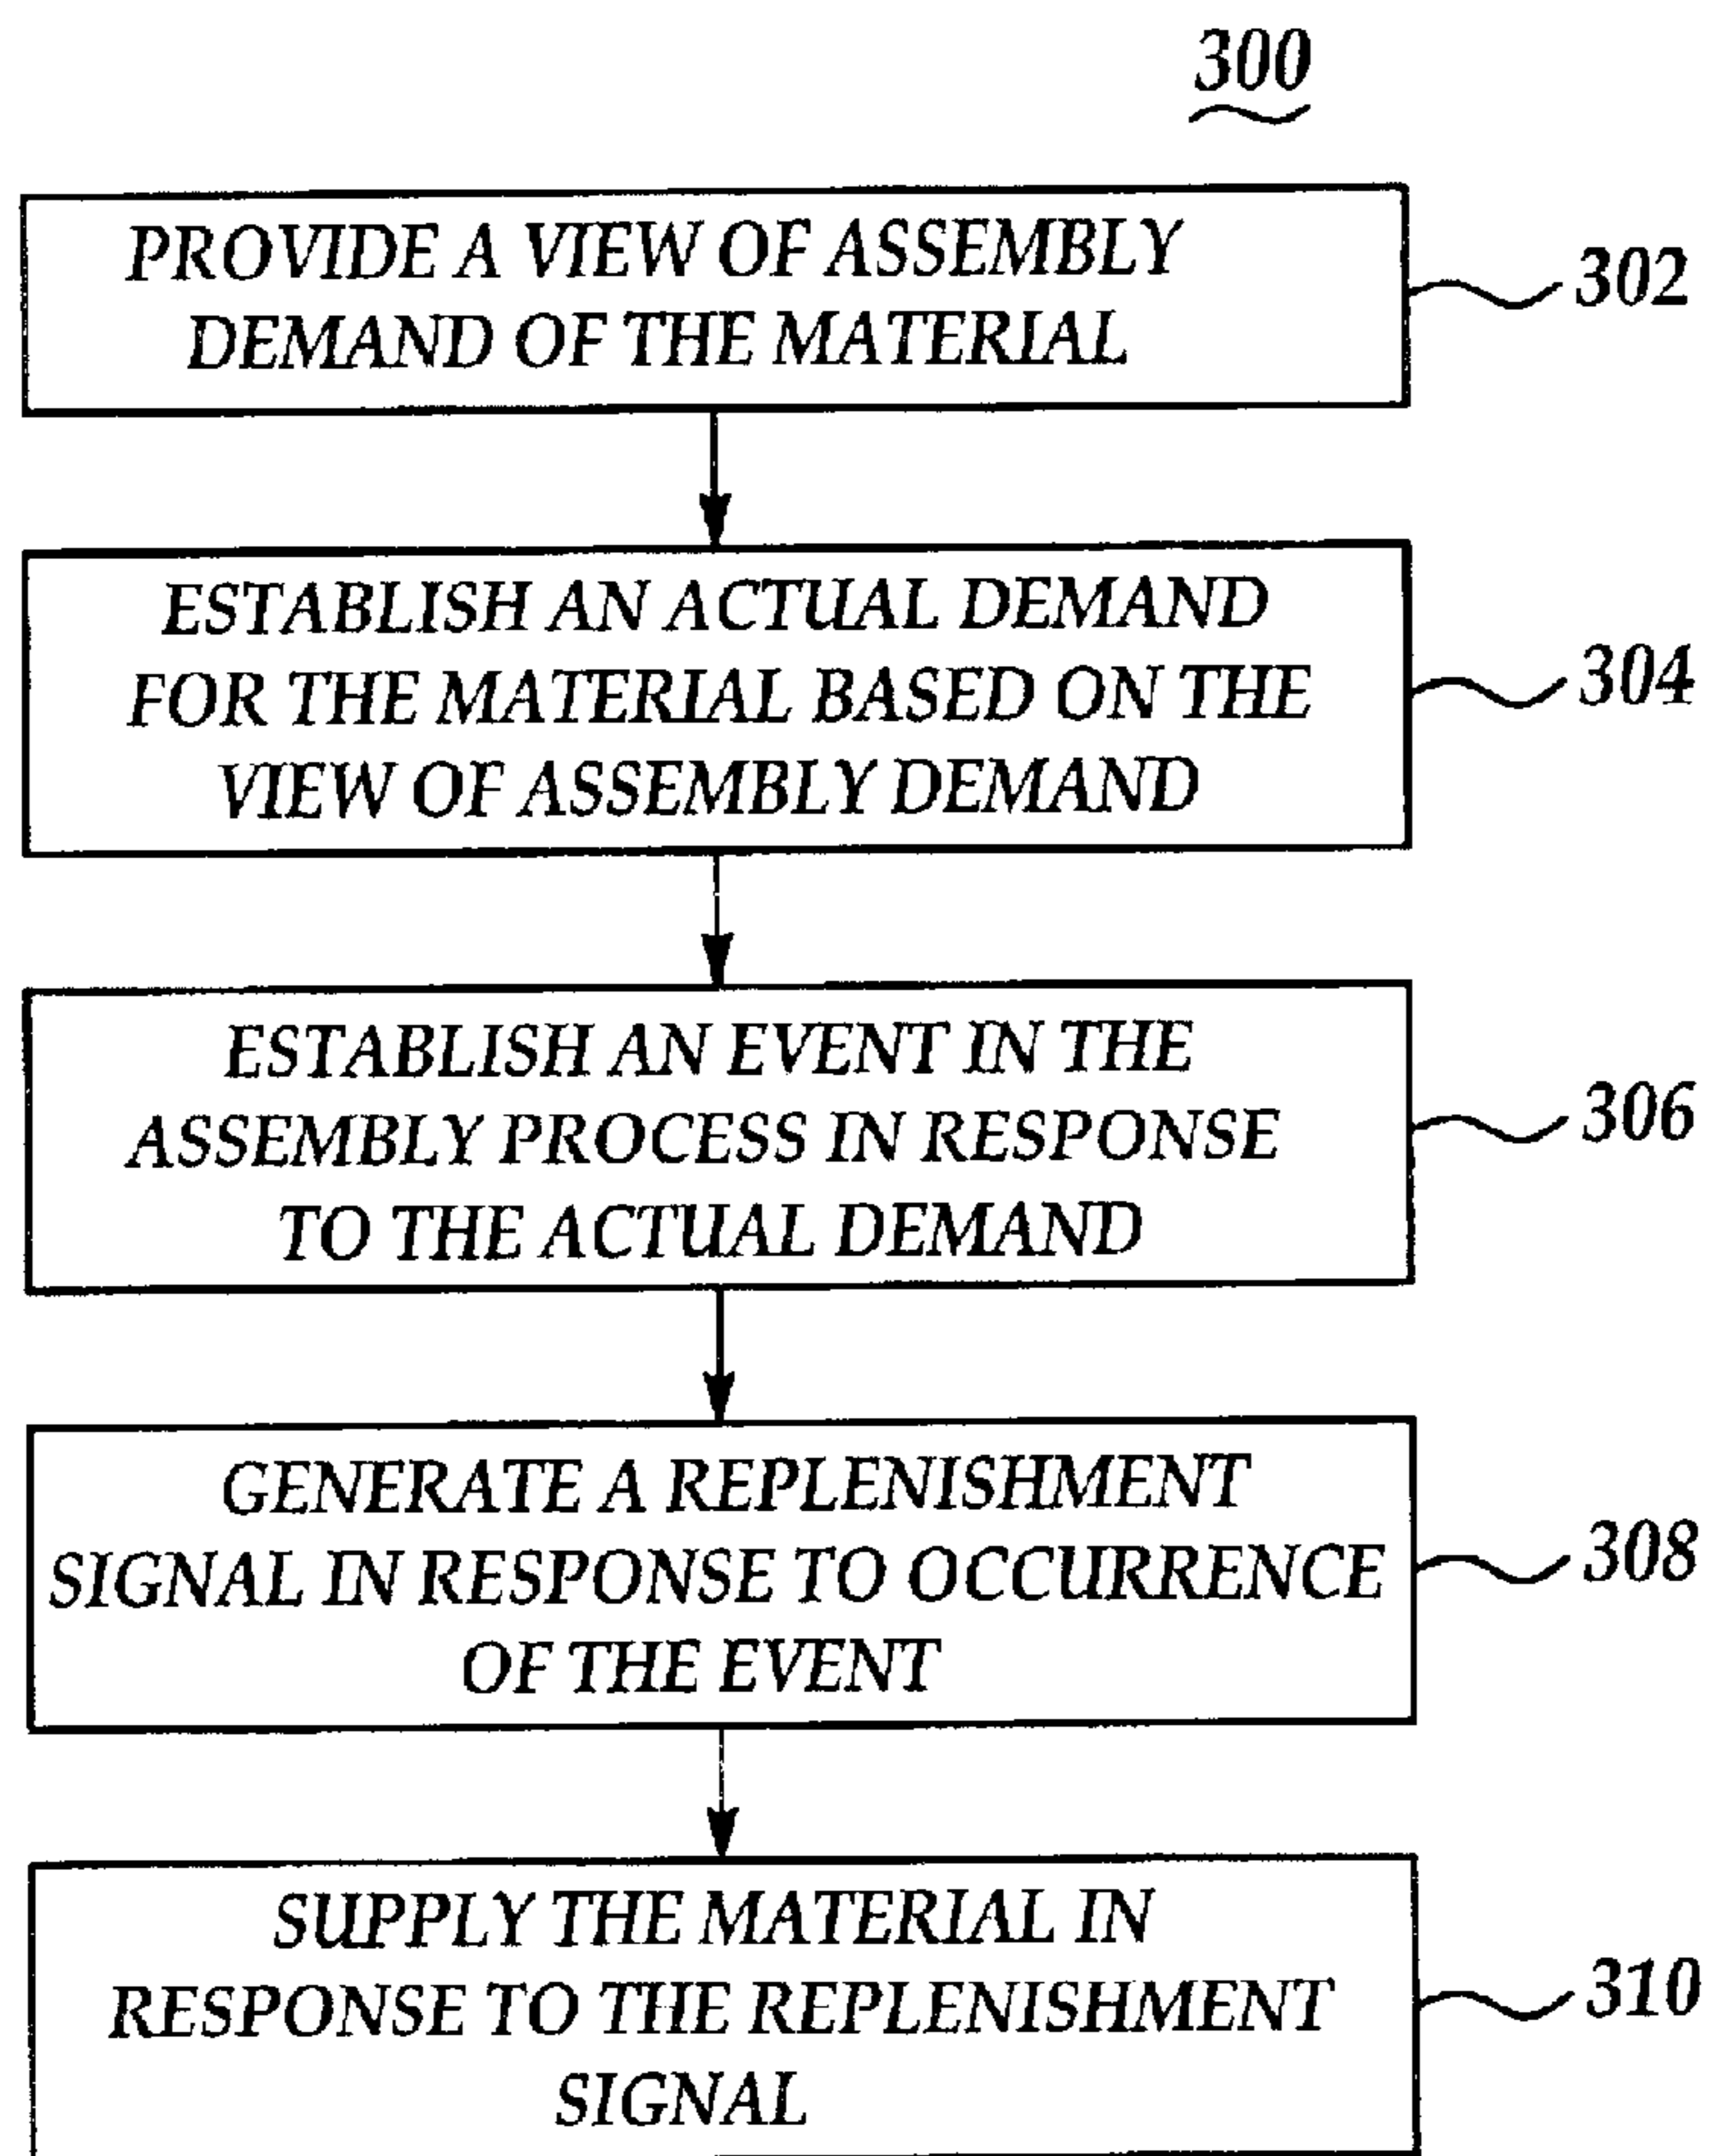 300
PROVIDE A VIEW OF ASSEMBLY
DEMAND OF THE MATERIAL
302
ESTABLISH AN ACTUAL DEMAND
FOR THE MATERIAL BASED ON THE
VIEW OF ASSEMBLY DEMAND
304
ESTABLISH AN EVENT IN THE
ASSEMBLY PROCESS IN RESPONSE
TO THE ACTUAL DEMAND
306
GENERATE A REPLENISHMENT
SIGNAL IN RESPONSE TO OCCURRENCE
OF THE EVENT
308
SUPPLY THE MATERIAL IN
RESPONSE TO THE REPLENISHMENT
SIGNAL
310